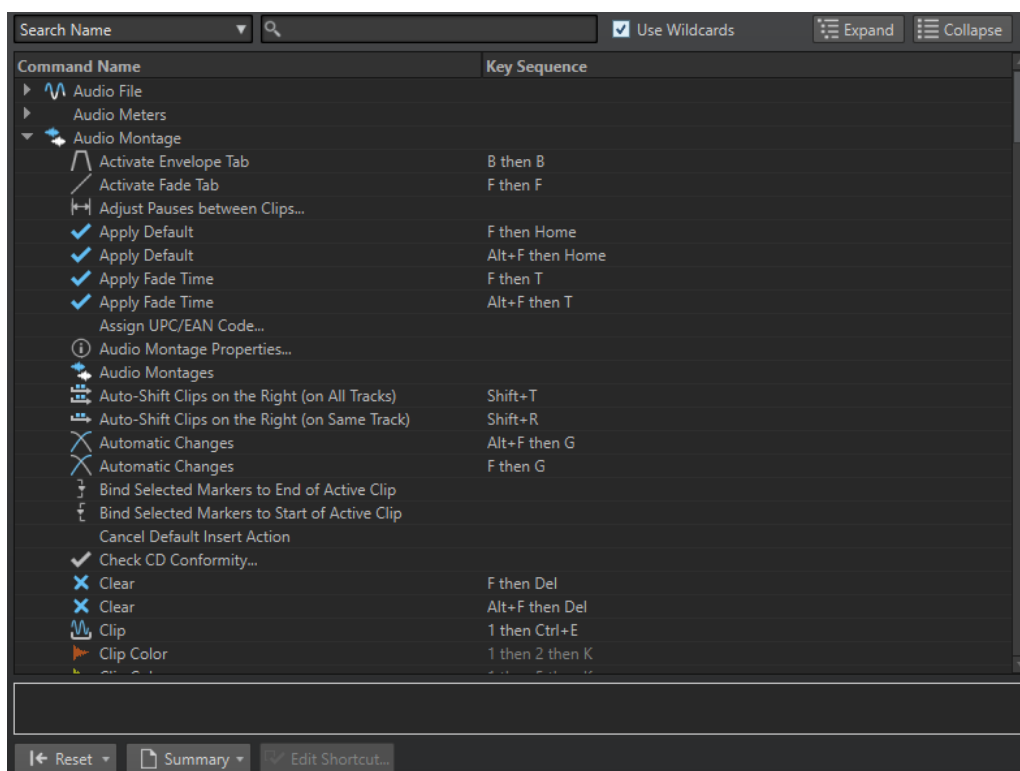 Search Name Use Wildcards Expand Collapse
Command Name Key Sequence
Audio File
Audio Meters
Audio Montage
Activate Envelope Tab B then B
Activate Fade Tab F then F
Adjust Pauses between Clips...
Apply Default F then Home
Apply Default Alt+F then Home
Apply Fade Time F then T
Apply Fade Time Alt+F then T
Assign UPC/EAN Code...
Audio Montage Properties...
Audio Montages
Auto-Shift Clips on the Right (on All Tracks) Shift+T
Auto-Shift Clips on the Right (on Same Track) Shift+R
Automatic Changes Alt+F then G
Automatic Changes F then G
Bind Selected Markers to End of Active Clip
Bind Selected Markers to Start of Active Clip
Cancel Default Insert Action
Check CD Conformity...
Clear F then Del
Clear Alt+F then Del
Clip 1 then Ctrl+E
Clip Color 1 then 2 then K
Reset Summary Edit Shortcut...